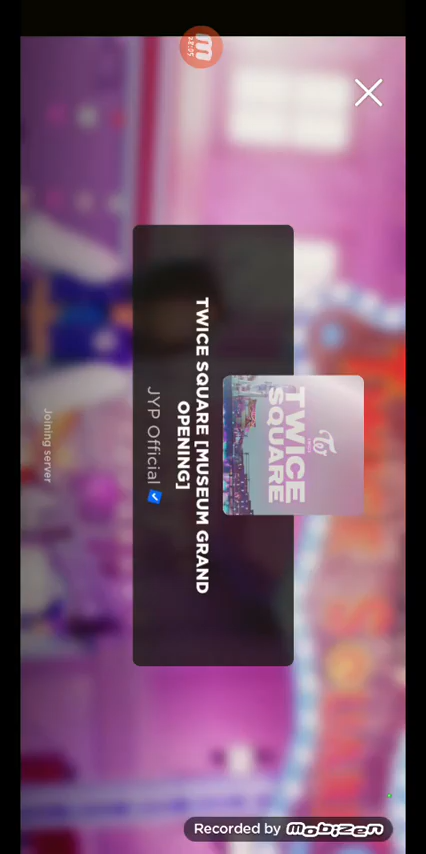 TWICE
SQUARE
TWICE SQUARE [MUSEUM GRAND
OPENING]
JYP Official
Joining server
Recorded by mobizen